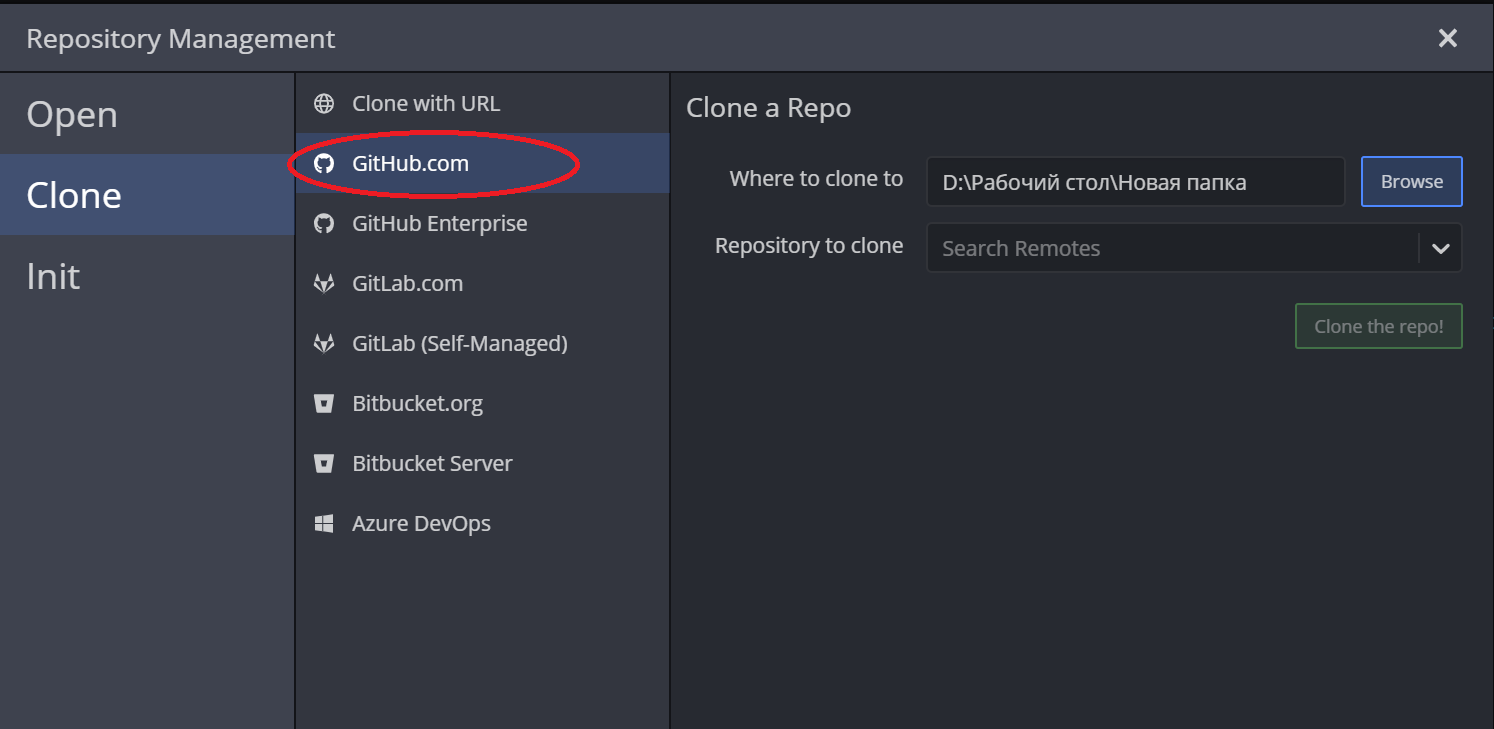 Repository Management
Open
Clone
Init
Clone with URL
GitHub.com
GitHub Enterprise
GitLab.com
GitLab (Self-Managed)
Bitbucket.org
Bitbucket Server
Azure DevOps
Clone a Repo
Where to clone to D:\Рабочий стол\Новая папка Browse
Repository to clone Search Remotes
Clone the repo!